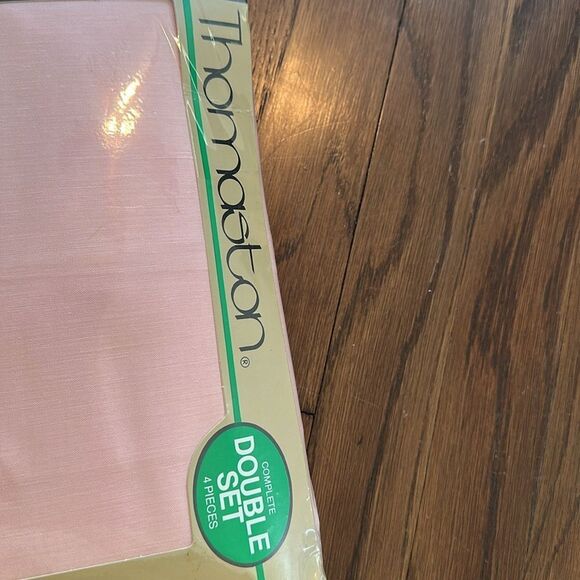 Thomaston®
COMPLETE
DOUBLE
SET
4 PIECES